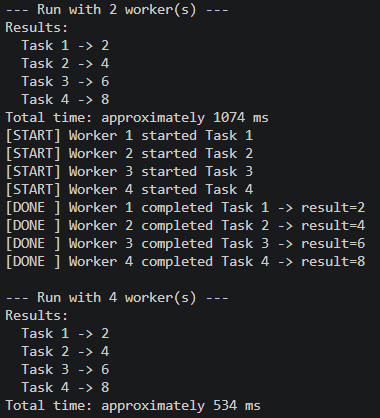 --- Run with 2 worker(s) ---
Results:
  Task 1 -> 2
  Task 2 -> 4
  Task 3 -> 6
  Task 4 -> 8
Total time: approximately 1074 ms
[START] Worker 1 started Task 1
[START] Worker 2 started Task 2
[START] Worker 3 started Task 3
[START] Worker 4 started Task 4
[DONE ] Worker 1 completed Task 1 -> result=2
[DONE ] Worker 2 completed Task 2 -> result=4
[DONE ] Worker 3 completed Task 3 -> result=6
[DONE ] Worker 4 completed Task 4 -> result=8

--- Run with 4 worker(s) ---
Results:
  Task 1 -> 2
  Task 2 -> 4
  Task 3 -> 6
  Task 4 -> 8
Total time: approximately 534 ms